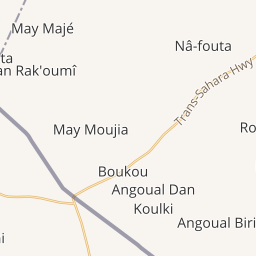 May Majé
Nâ-fouta
ta
an Rak'oumî
Trans-Sahara Hwy
May Moujia
Ro
Boukou
Angoual Dan
Koulki
Angoual Biri
i